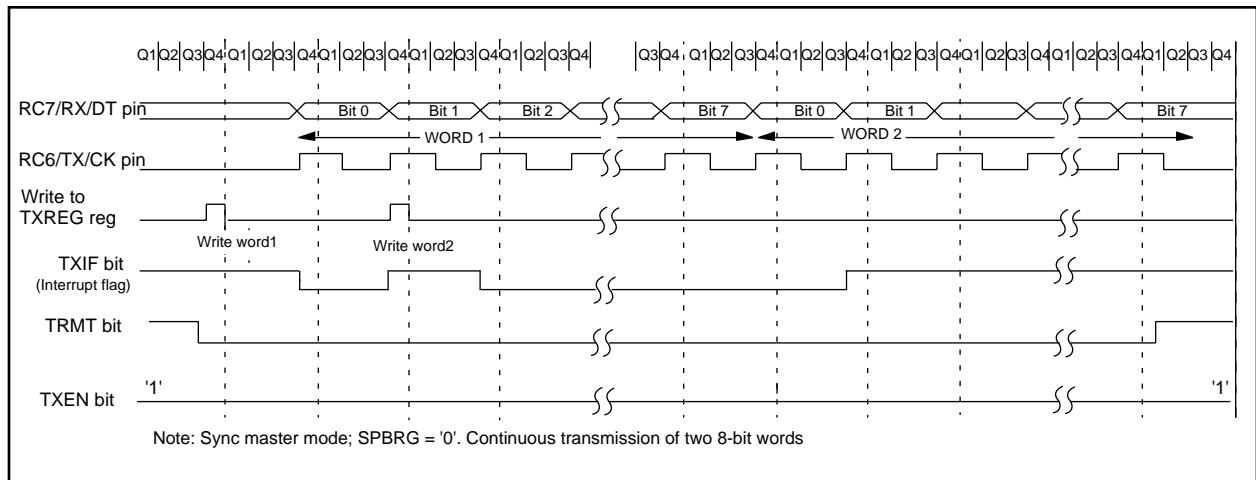 Q1 Q2 Q3 Q4 Q1 Q2 Q3 Q4 Q1 Q2 Q3 Q4 Q1 Q2 Q3 Q4 Q1 Q2 Q3 Q4 Q3 Q4 Q1 Q2 Q3 Q4 Q1 Q2 Q3 Q4 Q1 Q2 Q3 Q4 Q1 Q2 Q3 Q4 Q1 Q2 Q3 Q4 Q1 Q2 Q3 Q4
RC7/RX/DT pin Bit 0 Bit 1 Bit 2 Bit 7 Bit 0 Bit 1 Bit 7
WORD 1 WORD 2
RC6/TX/CK pin
Write to
TXREG reg
Write word1 Write word2
TXIF bit
(Interrupt flag)
TRMT bit
'1' '1'
TXEN bit
Note: Sync master mode; SPBRG = '0'. Continuous transmission of two 8-bit words